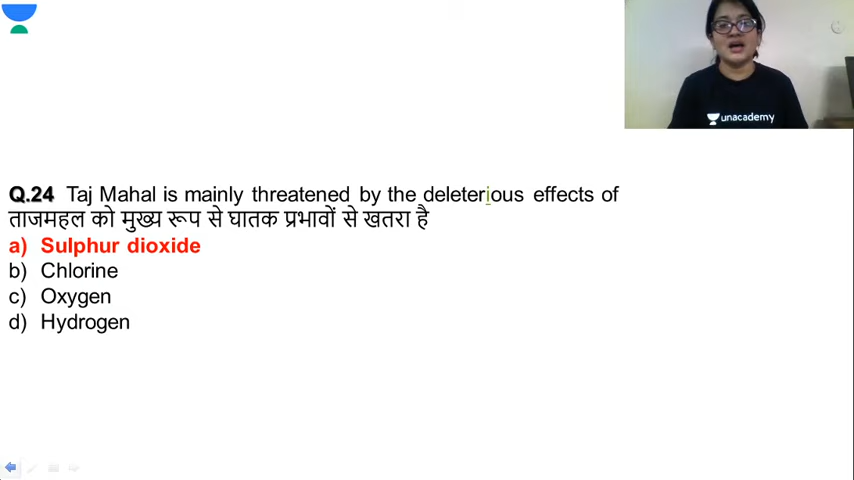 unacademy
Q.24 Taj Mahal is mainly threatened by the deleterious effects of
ताजमहल को मुख्य रूप से घातक प्रभावों से खतरा है
a) Sulphur dioxide
b) Chlorine
c) Oxygen
d) Hydrogen